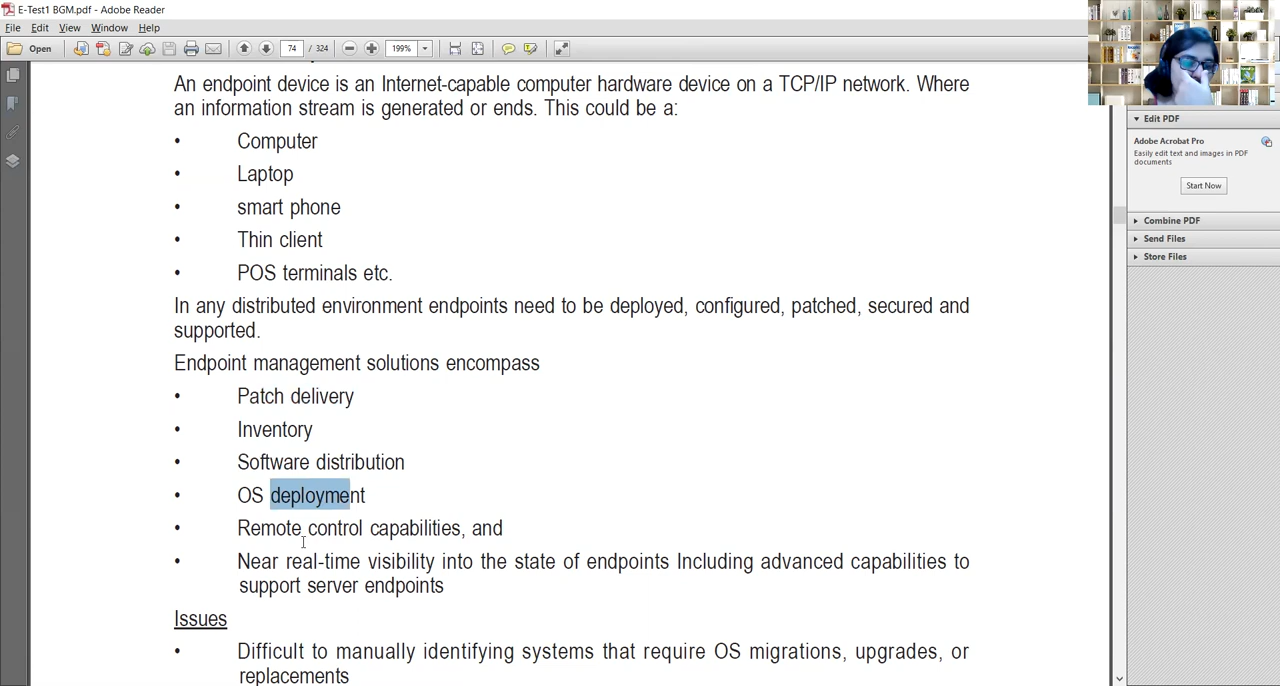 E-Test1 BGM.pdf - Adobe Reader
File Edit View Window Help
Open 74 / 324 199%
An endpoint device is an Internet-capable computer hardware device on a TCP/IP network. Where
an information stream is generated or ends. This could be a:
• Computer
• Laptop
• smart phone
• Thin client
• POS terminals etc.
In any distributed environment endpoints need to be deployed, configured, patched, secured and
supported.
Endpoint management solutions encompass
• Patch delivery
• Inventory
• Software distribution
• OS deployment
• Remote control capabilities, and
• Near real-time visibility into the state of endpoints Including advanced capabilities to
support server endpoints
Issues
• Difficult to manually identifying systems that require OS migrations, upgrades, or
replacements
Edit PDF
Adobe Acrobat Pro
Easily edit text and images in PDF
documents
Start Now
Combine PDF
Send Files
Store Files